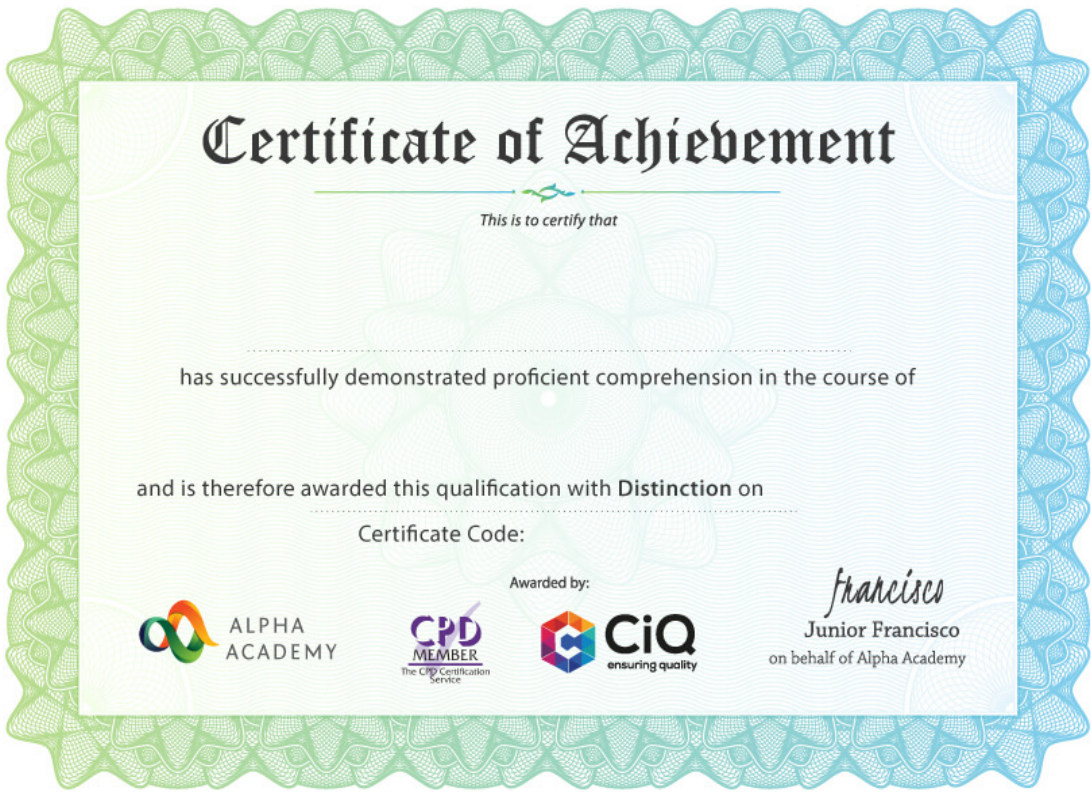 Certificate of Achievement
This is to certify that
has successfully demonstrated proficient comprehension in the course of
and is therefore awarded this qualification with Distinction on
Certificate Code:
Awarded by:
ALPHA
ACADEMY
CPD
MEMBER
The CPD Certification
Service
CiQ
ensuring quality
Francisco
Junior Francisco
on behalf of Alpha Academy